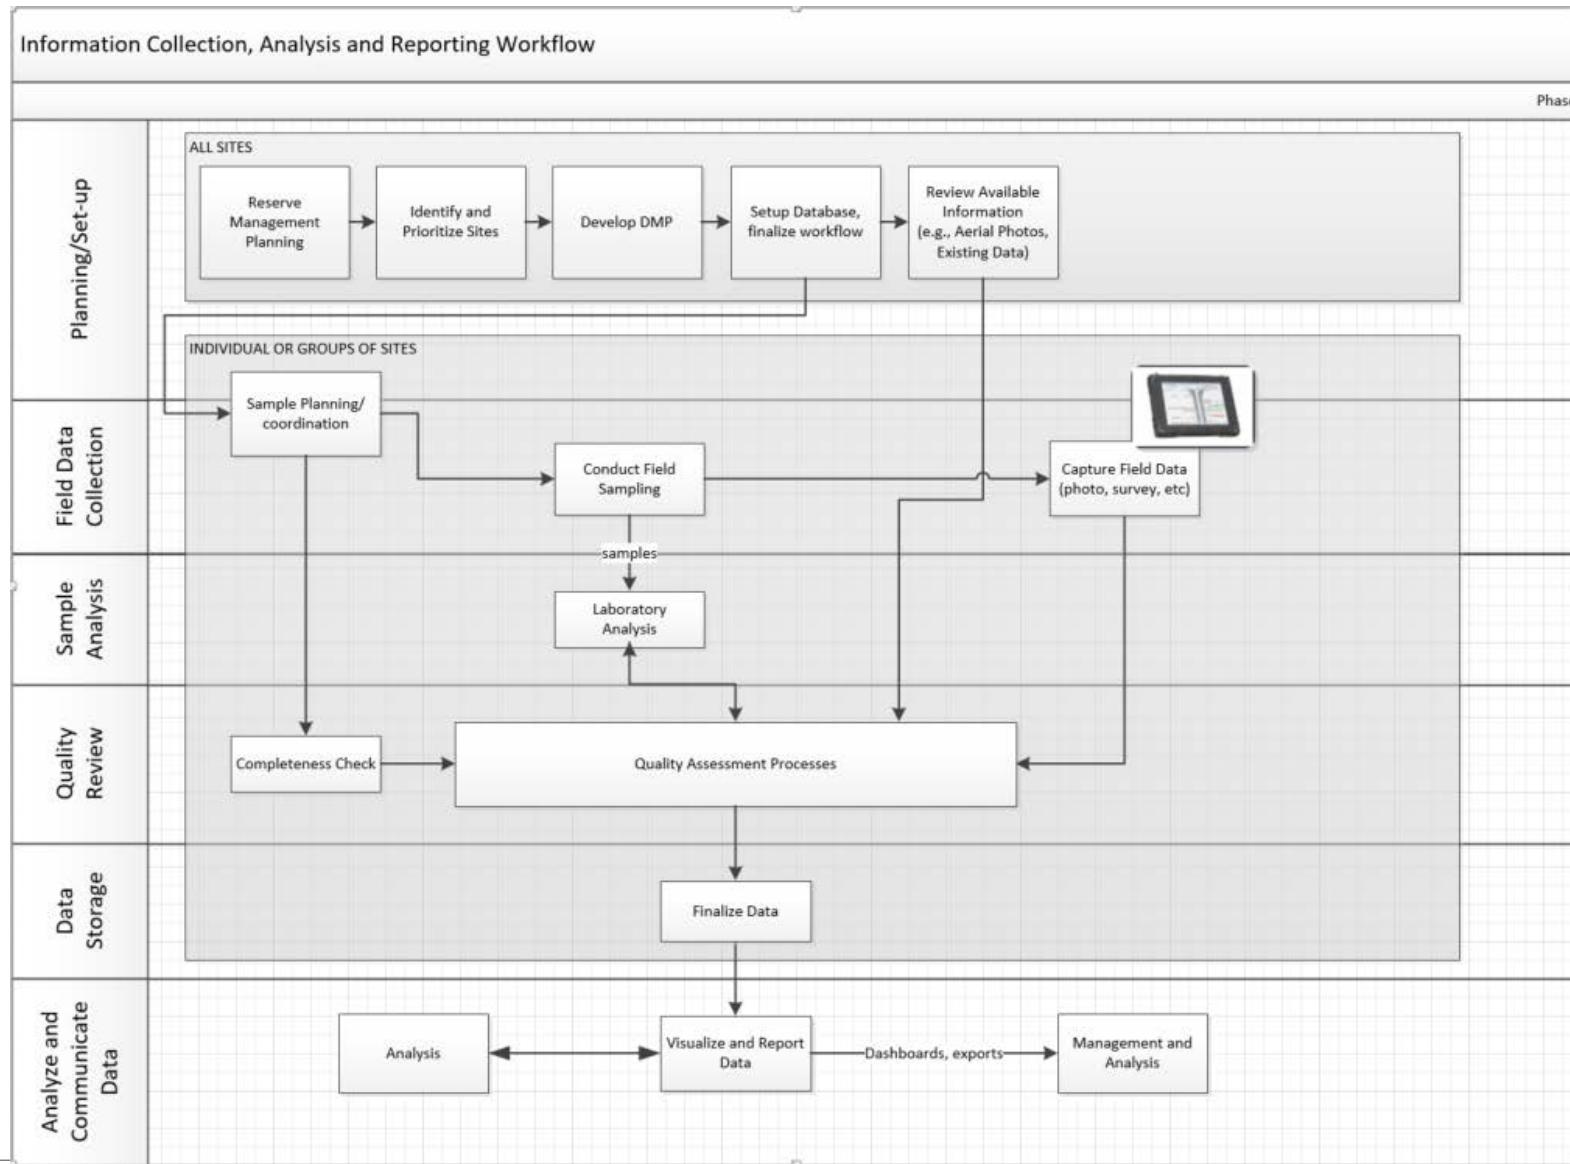 Information Collection, Analysis and Reporting Workflow
Phase
Planning/Set-up
ALL SITES
Reserve
Management
Planning
Identify and
Prioritize Sites
Develop DMP
Setup Database,
finalize workflow
Review Available
Information
(e.g., Aerial Photos,
Existing Data)
INDIVIDUAL OR GROUPS OF SITES
Sample Planning/
coordination
Field Data
Collection
Conduct Field
Sampling
Capture Field Data
(photo, survey, etc)
samples
Sample
Analysis
Laboratory
Analysis
Quality
Review
Completeness Check
Quality Assessment Processes
Data
Storage
Finalize Data
Analyze and
Communicate
Data
Analysis
Visualize and Report
Data
Dashboards, exports
Management and
Analysis